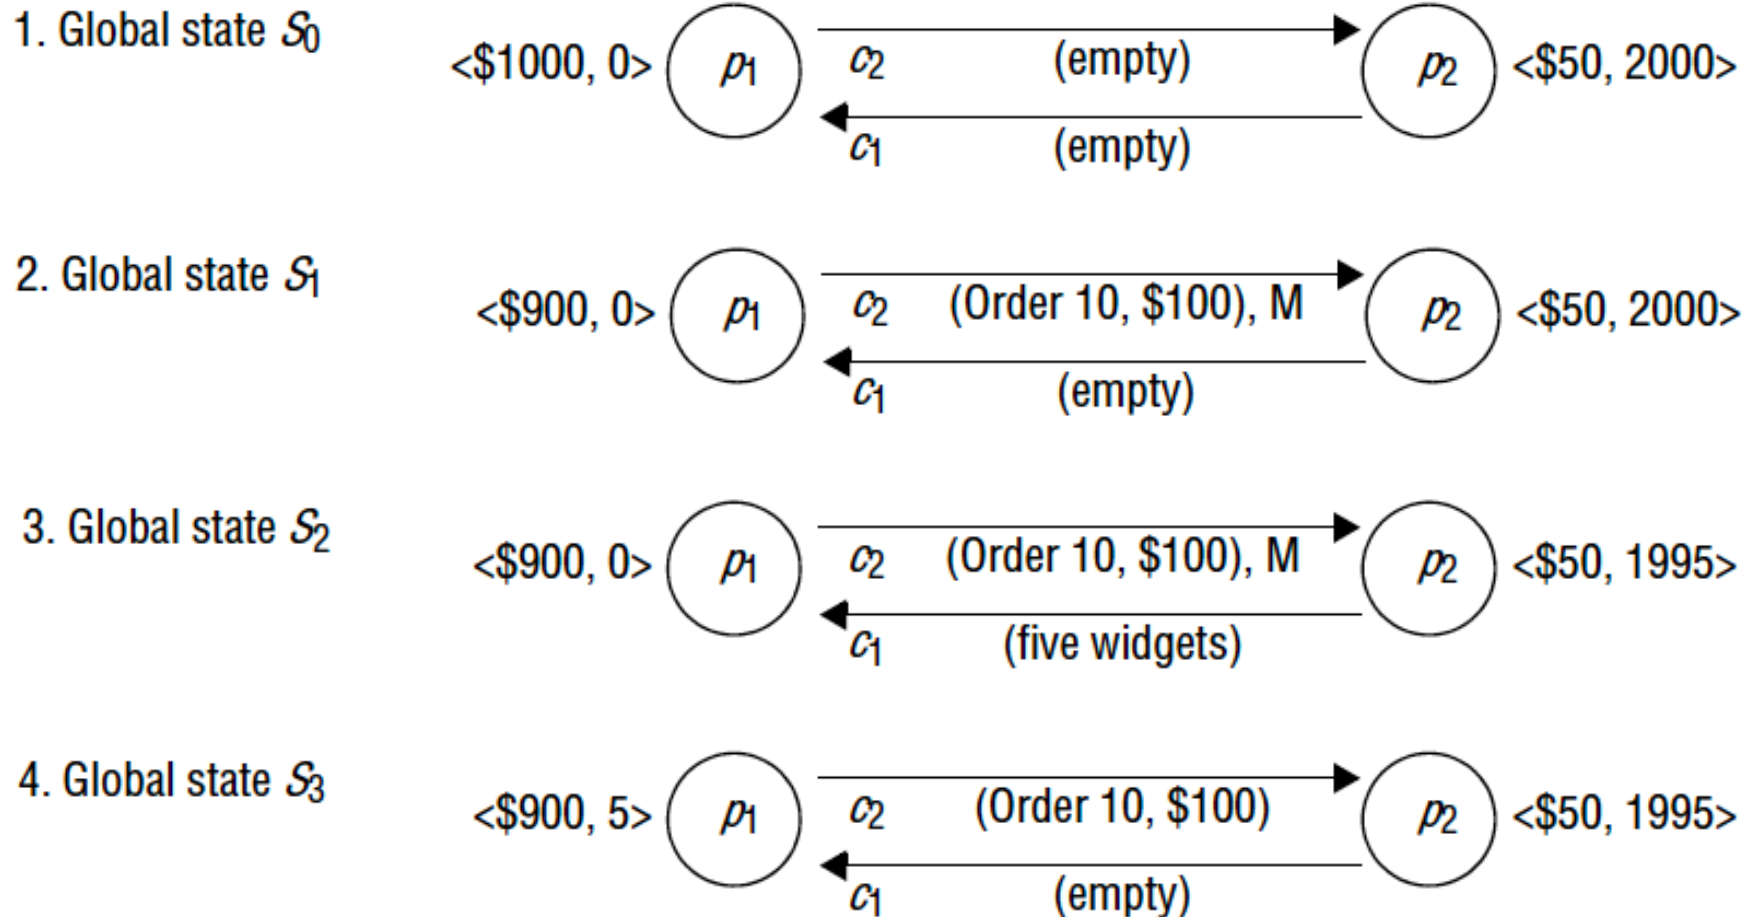 1. Global state S0
<$1000, 0> p1 c2 (empty) p2 <$50, 2000>
c1 (empty)
2. Global state S1
<$900, 0> p1 c2 (Order 10, $100), M p2 <$50, 2000>
c1 (empty)
3. Global state S2
<$900, 0> p1 c2 (Order 10, $100), M p2 <$50, 1995>
c1 (five widgets)
4. Global state S3
<$900, 5> p1 c2 (Order 10, $100) p2 <$50, 1995>
c1 (empty)